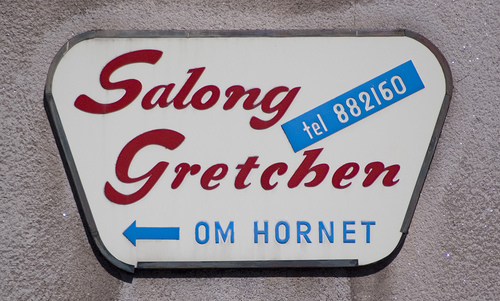 Salong
tel 882160
Gretchen
OM HORNET